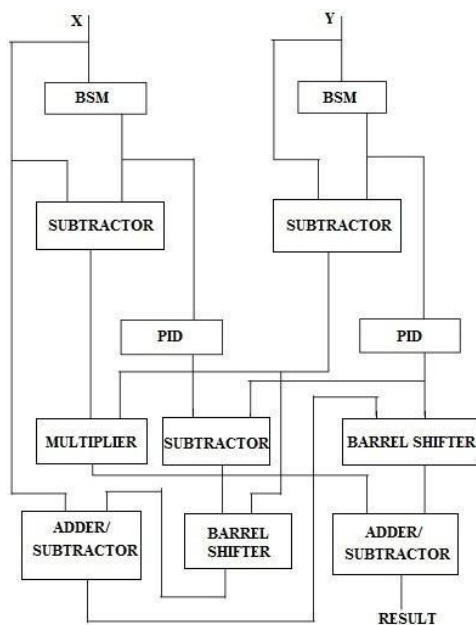 X
Y
BSM
BSM
SUBTRACTOR
SUBTRACTOR
PID
PID
MULTIPLIER
SUBTRACTOR
BARREL SHIFTER
ADDER/
SUBTRACTOR
BARREL
SHIFTER
ADDER/
SUBTRACTOR
RESULT